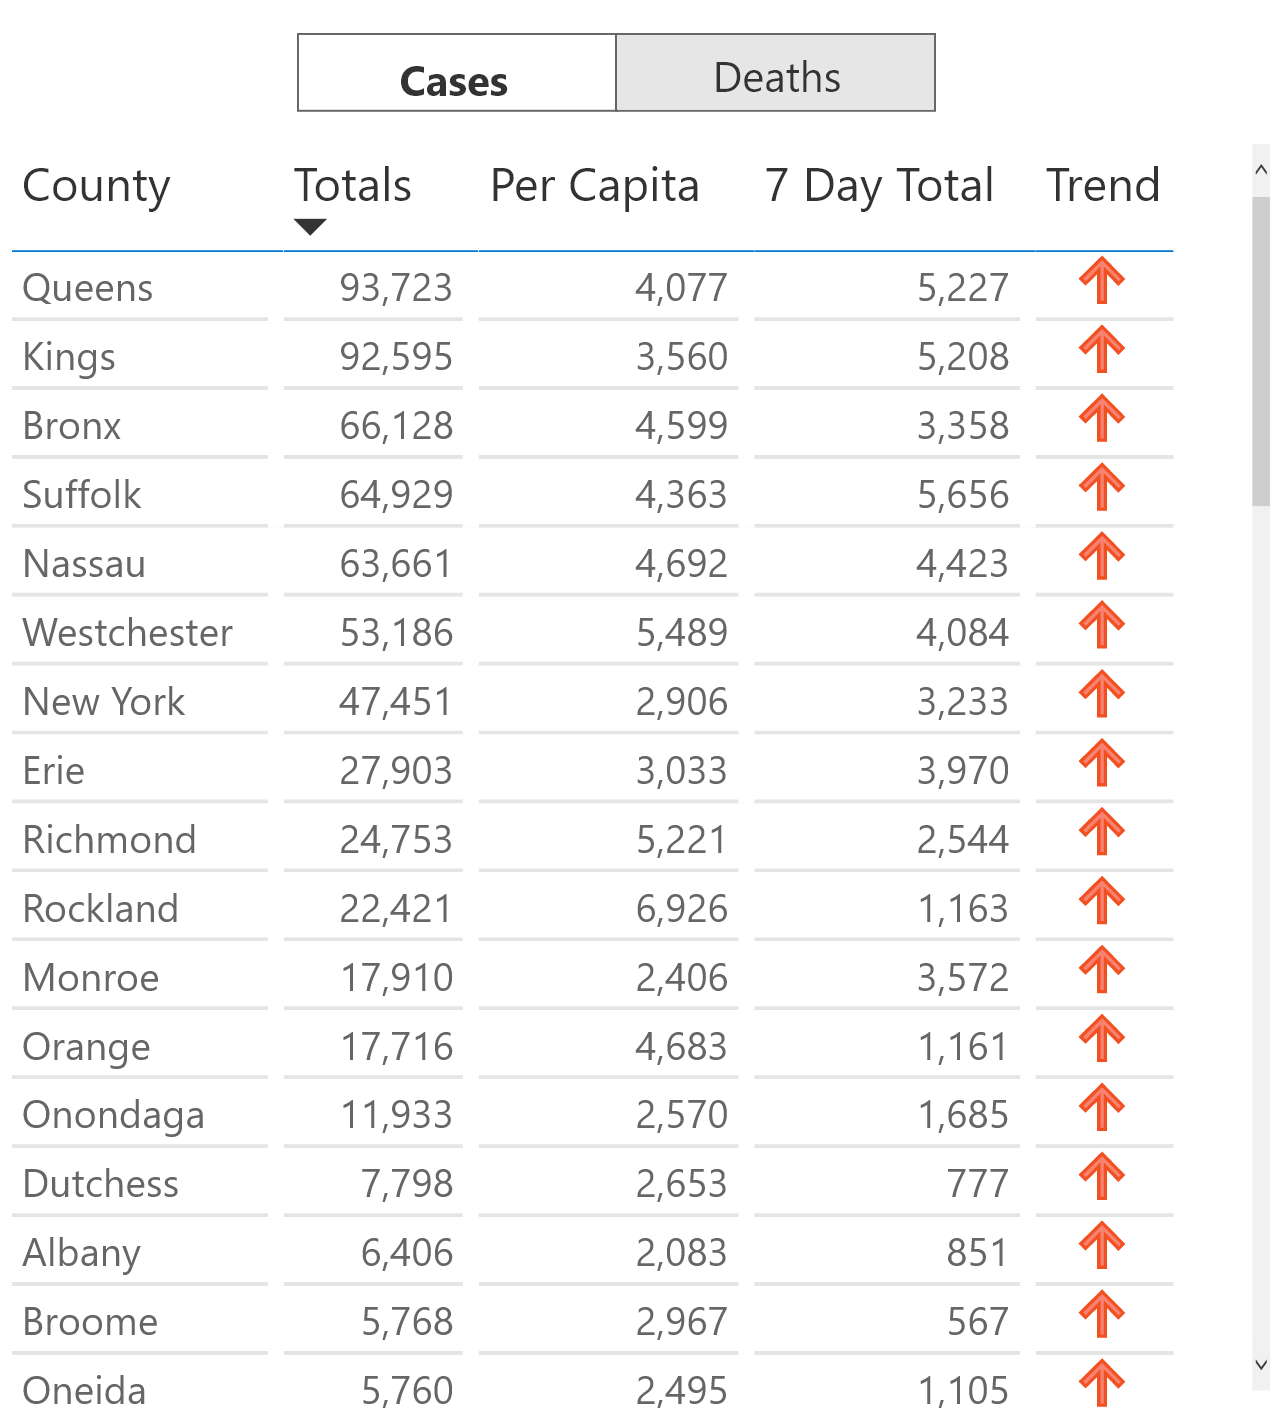 Cases Deaths
County Totals Per Capita 7 Day Total Trend
Queens 93,723 4,077 5,227
Kings 92,595 3,560 5,208
Bronx 66,128 4,599 3,358
Suffolk 64,929 4,363 5,656
Nassau 63,661 4,692 4,423
Westchester 53,186 5,489 4,084
New York 47,451 2,906 3,233
Erie 27,903 3,033 3,970
Richmond 24,753 5,221 2,544
Rockland 22,421 6,926 1,163
Monroe 17,910 2,406 3,572
Orange 17,716 4,683 1,161
Onondaga 11,933 2,570 1,685
Dutchess 7,798 2,653 777
Albany 6,406 2,083 851
Broome 5,768 2,967 567
Oneida 5,760 2,495 1,105